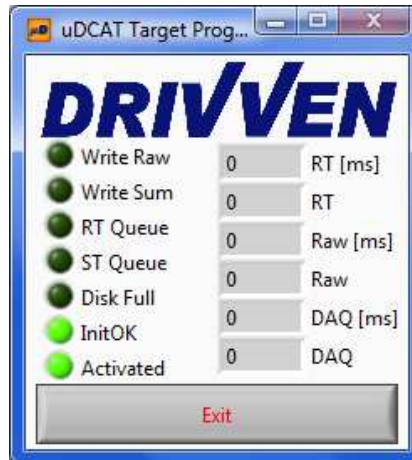 uDCAT Target Prog...
DRIVVEN
Write Raw 0 RT [ms]
Write Sum 0 RT
RT Queue 0 Raw [ms]
ST Queue 0 Raw
Disk Full 0 DAQ [ms]
InitOK 0 DAQ
Activated
Exit